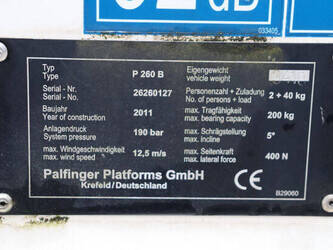 dB
033405
Typ
Type
P 260 B
Eigengewicht
vehicle weight
Serial - Nr.
Serial - No.
26260127
Personenzahl + Zuladung
No. of persons + load
2 + 40 kg
Baujahr
Year of construction
2011
max. Tragfähigkeit
max. bearing capacity
200 kg
Anlagendruck
System pressure
190 bar
max. Schrägstellung
max. incline
5°
max. Windgeschwindigkeit
max. wind speed
12,5 m/s
max. Seitenkraft
max. lateral force
400 N
Palfinger Platforms GmbH
Krefeld/Deutschland
CE
B29060